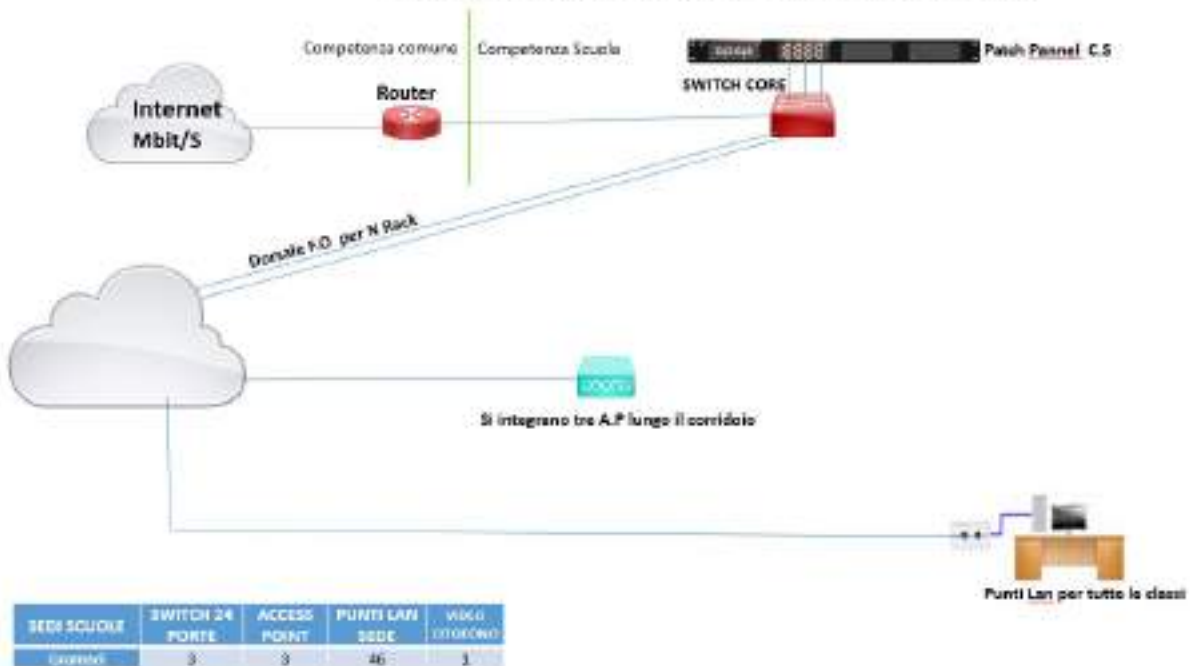 Competenza comune
Competenza Scuola
Patch Pannel C.S
SWITCH CORE
Router
Internet
Mbit/S
Dorsale F.O per N Rack
Si integrano tre A.P lungo il corridoio
Punti Lan per tutte le classi
SEDI SCUOLE
SWITCH 24 PORTE
ACCESS POINT
PUNTI LAN SEDE
VIDEO CITOFONO
3
3
46
1